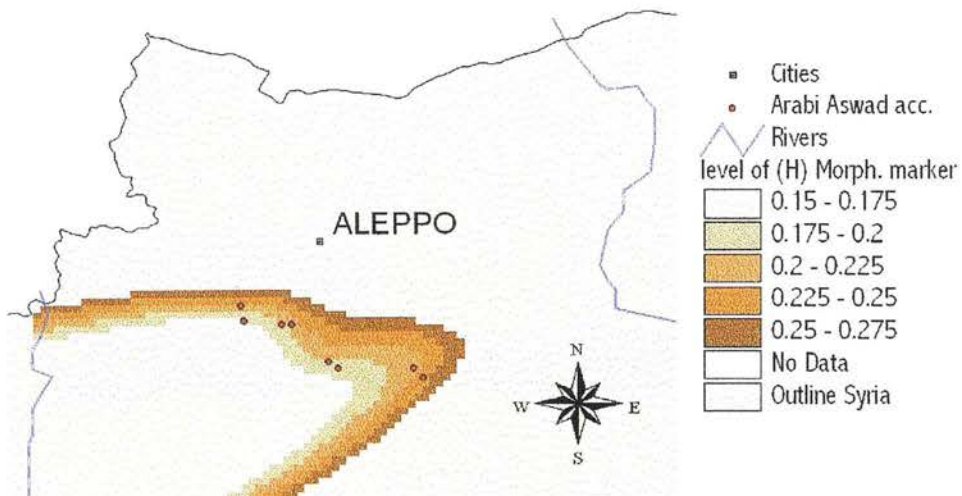 ALEPPO
N
W
E
S
Cities
Arabi Aswad acc.
Rivers
level of (H) Morph. marker
0.15 - 0.175
0.175 - 0.2
0.2 - 0.225
0.225 - 0.25
0.25 - 0.275
No Data
Outline Syria